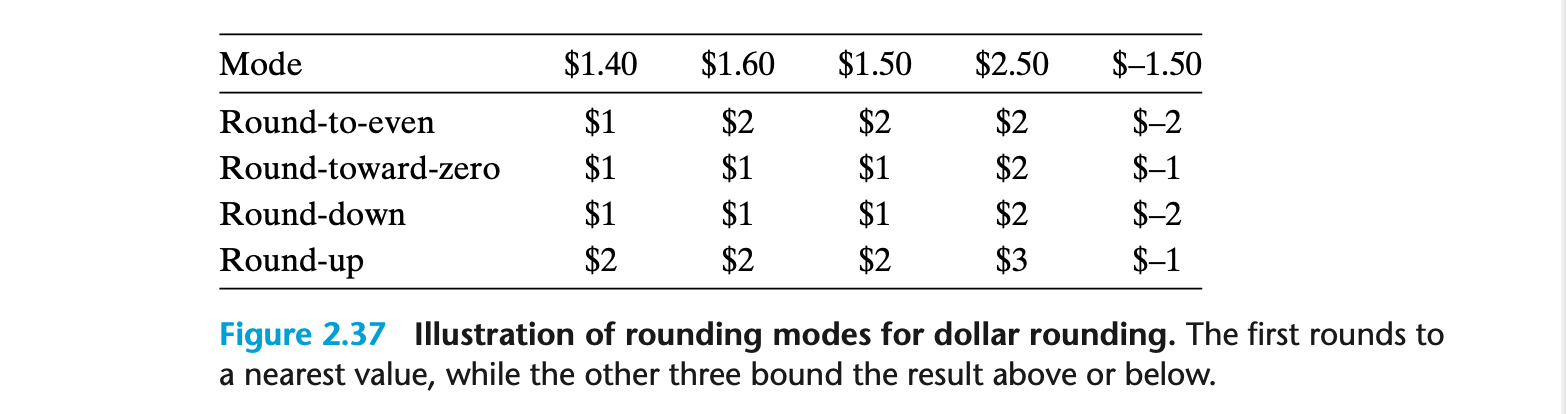 Mode $1.40 $1.60 $1.50 $2.50 $–1.50
Round-to-even $1 $2 $2 $2 $–2
Round-toward-zero $1 $1 $1 $2 $–1
Round-down $1 $1 $1 $2 $–2
Round-up $2 $2 $2 $3 $–1
Figure 2.37 Illustration of rounding modes for dollar rounding. The first rounds to
a nearest value, while the other three bound the result above or below.